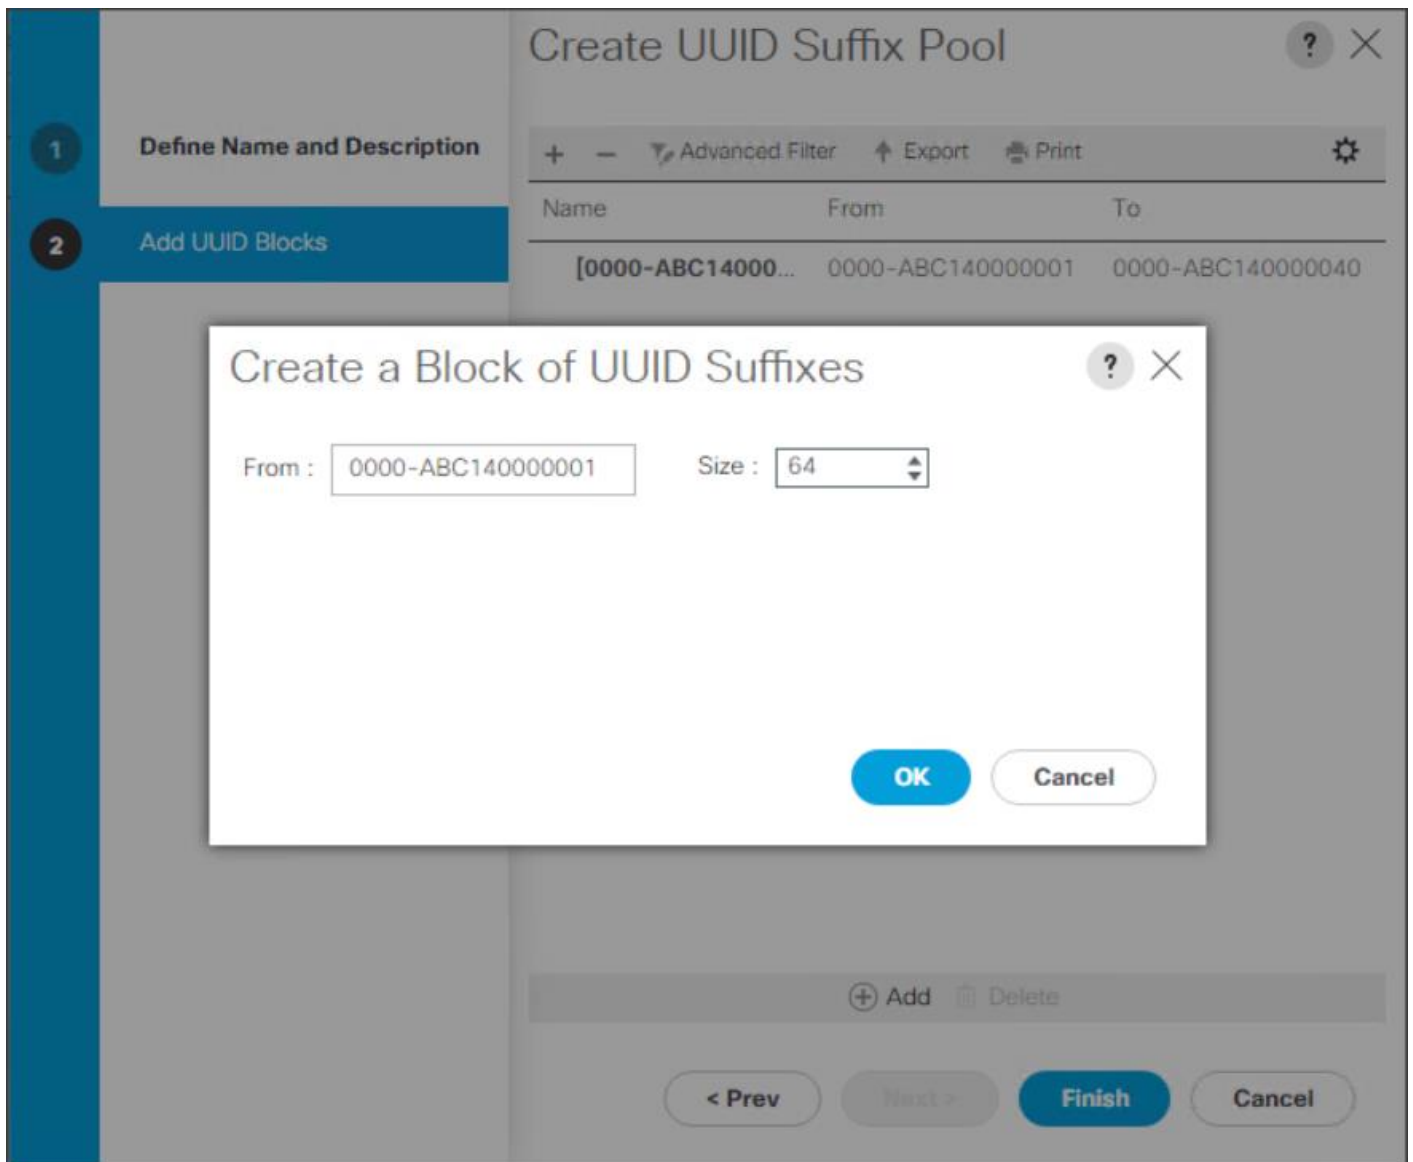 Create UUID Suffix Pool ? ×
1 Define Name and Description
+ − Advanced Filter Export Print
Name From To
2 Add UUID Blocks
[0000-ABC14000... 0000-ABC140000001 0000-ABC140000040
Create a Block of UUID Suffixes ? ×
From : 0000-ABC140000001 Size : 64
OK Cancel
+ Add Delete
< Prev Next > Finish Cancel